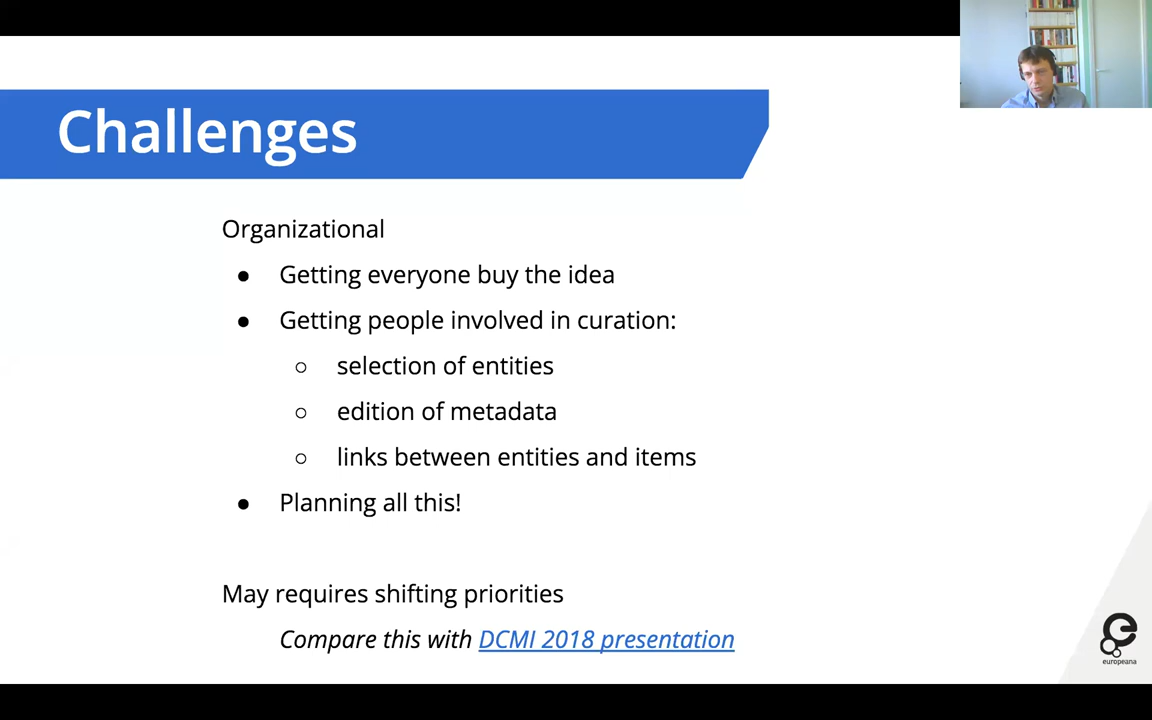 Challenges
Organizational
● Getting everyone buy the idea
● Getting people involved in curation:
○ selection of entities
○ edition of metadata
○ links between entities and items
● Planning all this!
May requires shifting priorities
Compare this with DCMI 2018 presentation
europeana